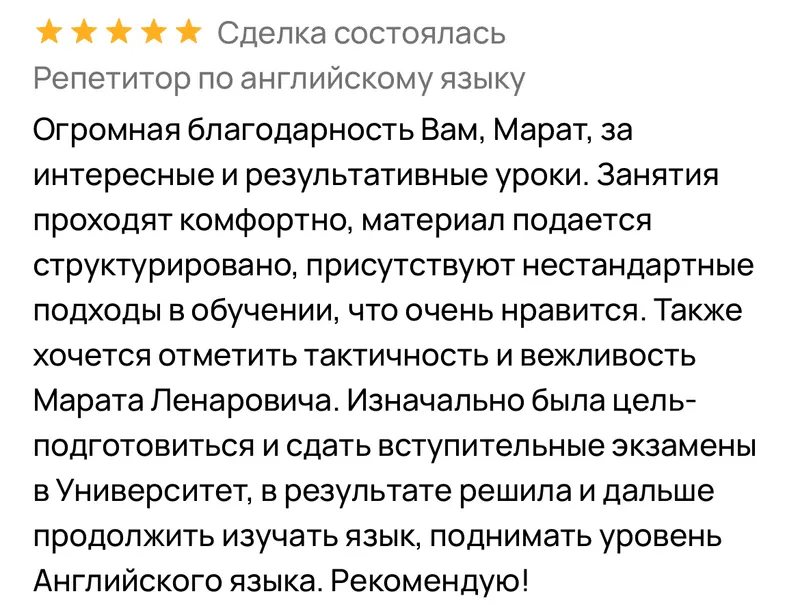 Сделка состоялась
Репетитор по английскому языку
Огромная благодарность Вам, Марат, за
интересные и результативные уроки. Занятия
проходят комфортно, материал подается
структурировано, присутствуют нестандартные
подходы в обучении, что очень нравится. Также
хочется отметить тактичность и вежливость
Марата Ленаровича. Изначально была цель-
подготовиться и сдать вступительные экзамены
в Университет, в результате решила и дальше
продолжить изучать язык, поднимать уровень
Английского языка. Рекомендую!